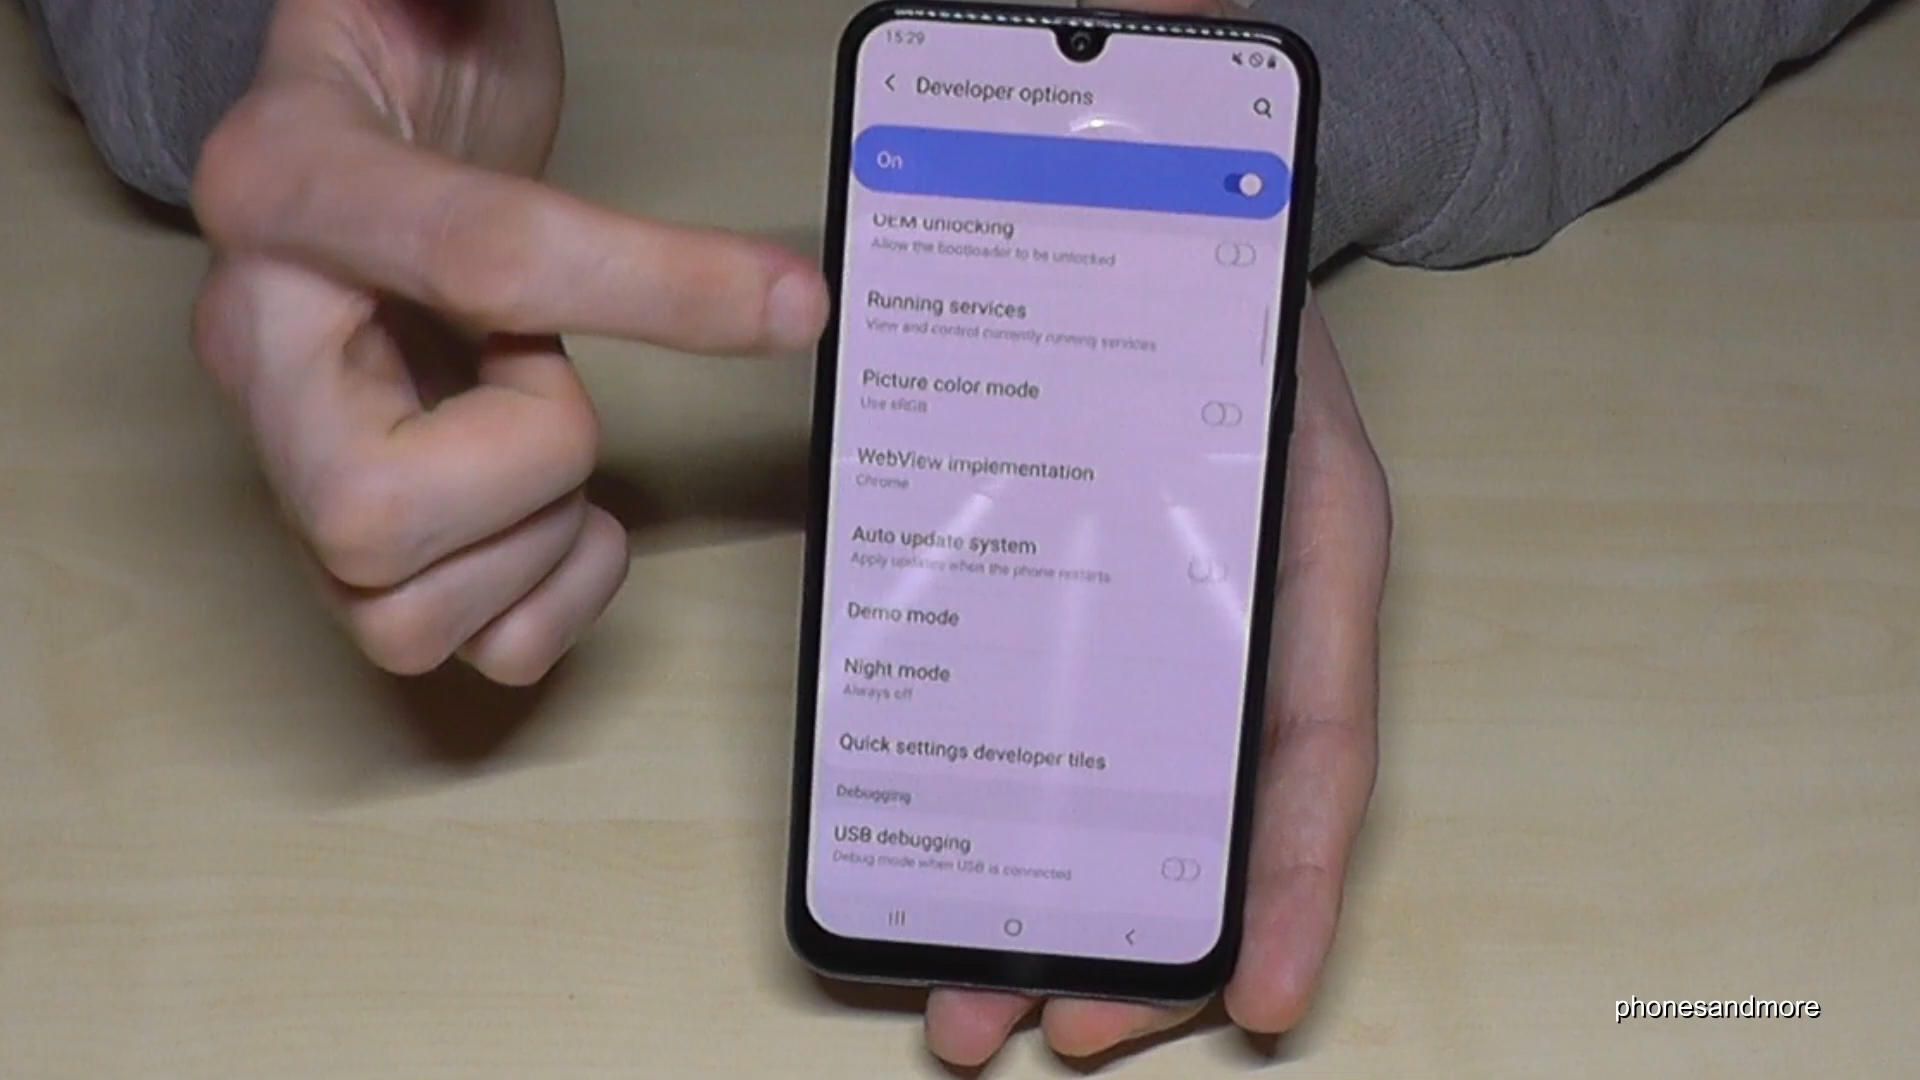 15:29
Developer options
On
OEM unlocking
Allow the bootloader to be unlocked
Running services
View and control currently running services
Picture color mode
Use sRGB
WebView implementation
Chrome
Auto update system
Apply updates when the phone restarts
Demo mode
Night mode
Always off
Quick settings developer tiles
Debugging
USB debugging
Debug mode when USB is connected
phonesandmore